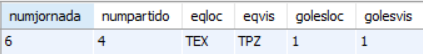 numjornada numpartido eqloc eqvis golesloc golesvis
6 4 TEX TPZ 1 1